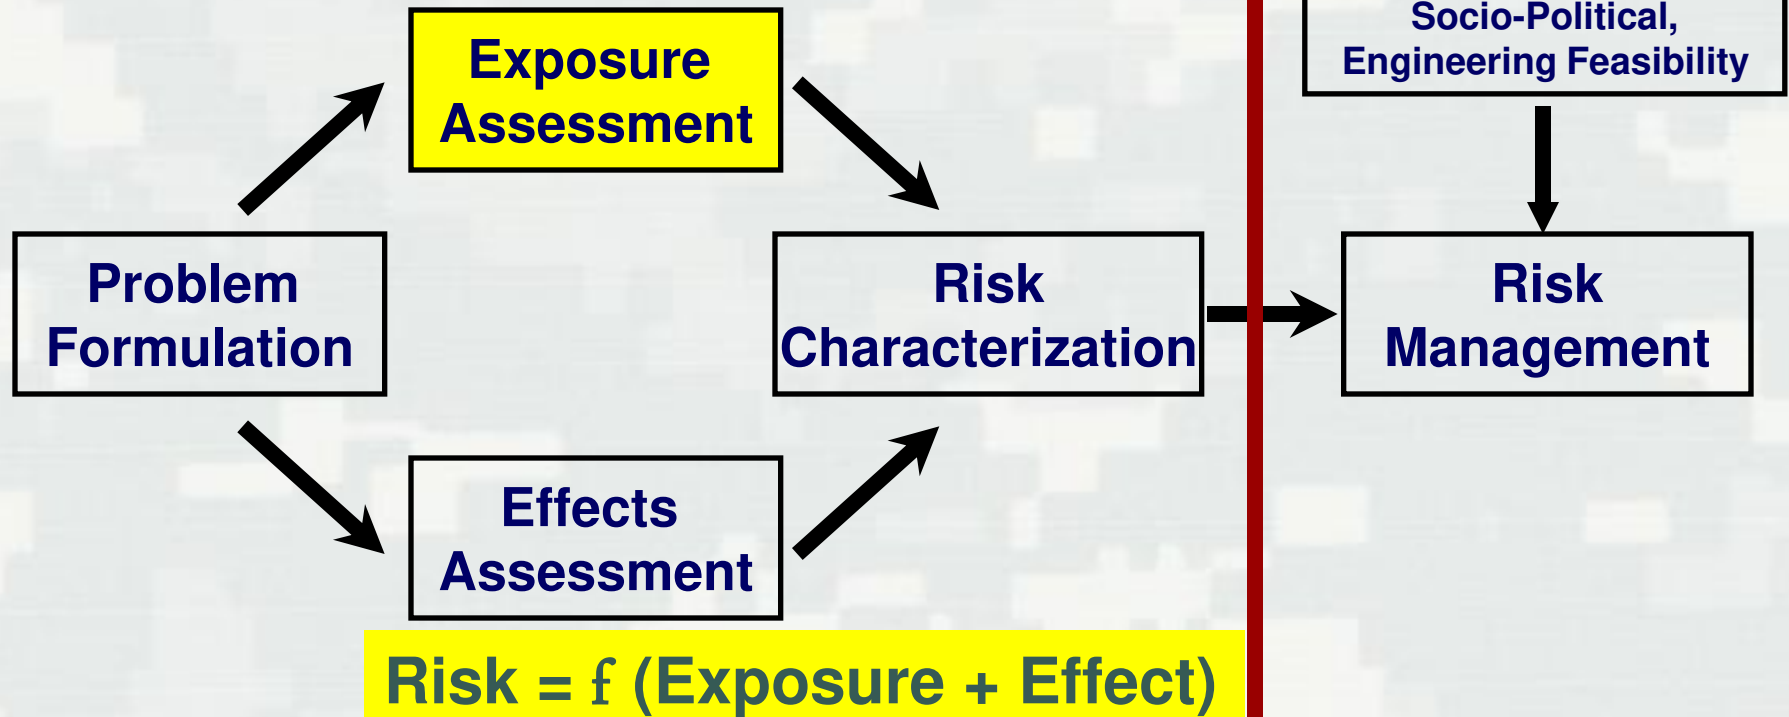 Exposure
Assessment
Socio-Political,
Engineering Feasibility
Problem
Formulation
Risk
Characterization
Risk
Management
Effects
Assessment
Risk = f (Exposure + Effect)